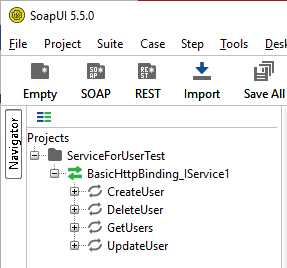 SoapUI 5.5.0
File Project Suite Case Step Tools Desk
Empty SOAP REST Import Save All
Navigator
Projects
ServiceForUserTest
BasicHttpBinding_IService1
CreateUser
DeleteUser
GetUsers
UpdateUser